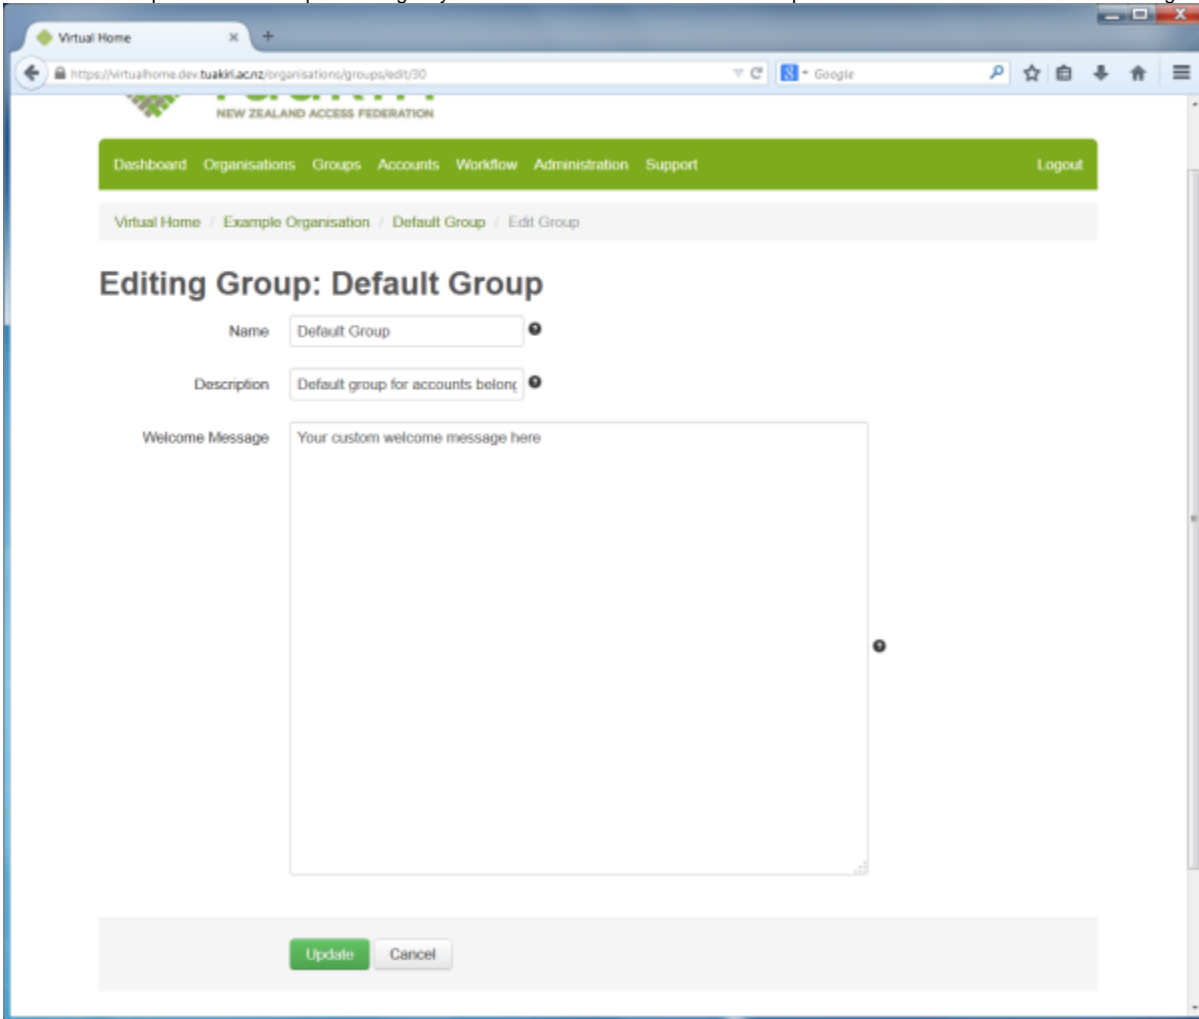 Virtual Home
https://virtualhome.dev.tuakiri.ac.nz/organisations/groups/edit/30
Google
NEW ZEALAND ACCESS FEDERATION
Dashboard Organisations Groups Accounts Workflow Administration Support Logout
Virtual Home / Example Organisation / Default Group / Edit Group
Editing Group: Default Group
Name Default Group
Description Default group for accounts belong
Welcome Message Your custom welcome message here
Update Cancel